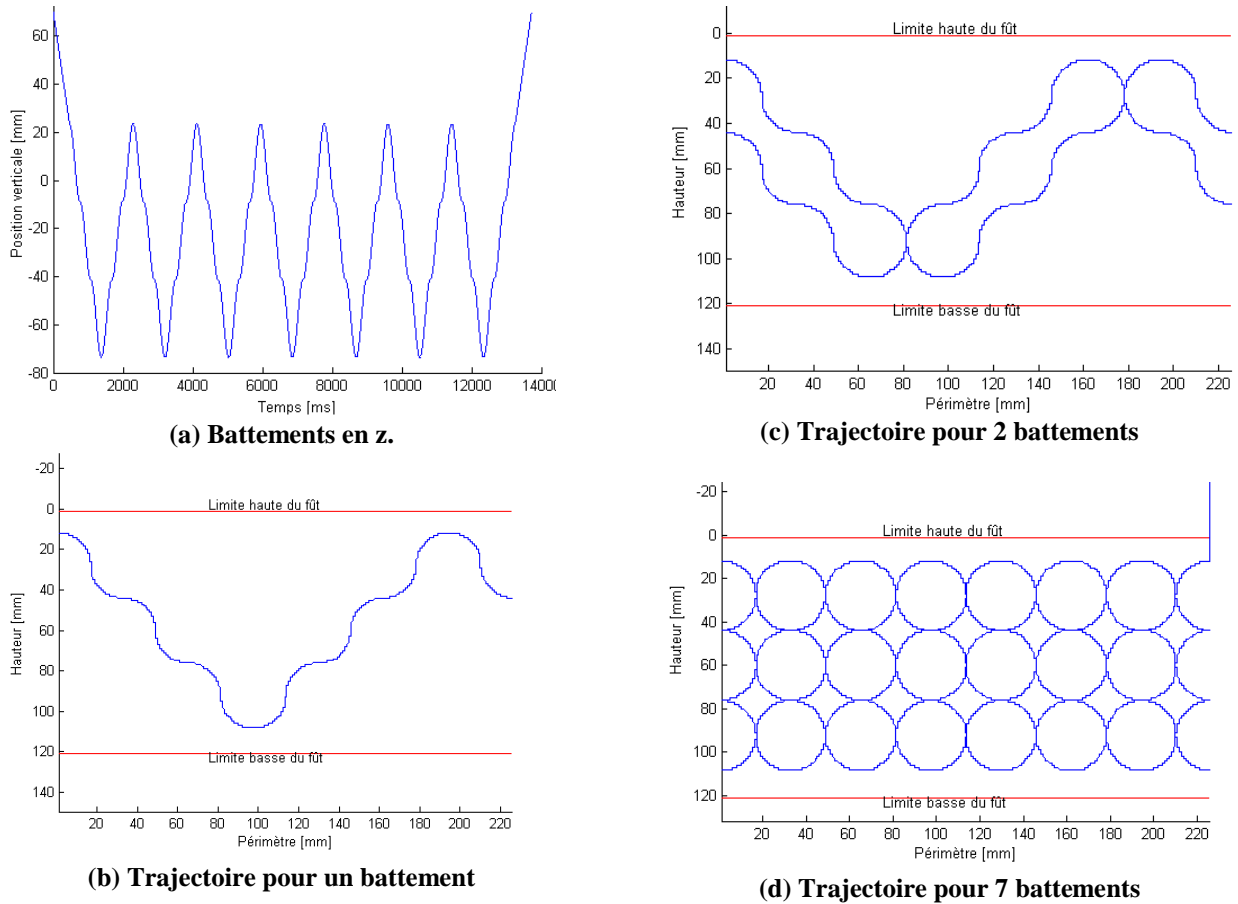 60
40
20
0
-20
-40
-60
-80
Position verticale [mm]
0 2000 4000 6000 8000 10000 12000 14000
Temps [ms]
(a) Battements en z.
0
20
40
60
80
100
120
140
Hauteur [mm]
Limite haute du fût
Limite basse du fût
20 40 60 80 100 120 140 160 180 200 220
Périmètre [mm]
(c) Trajectoire pour 2 battements
-20
0
20
40
60
80
100
120
140
Hauteur [mm]
Limite haute du fût
Limite basse du fût
20 40 60 80 100 120 140 160 180 200 220
Périmètre [mm]
(b) Trajectoire pour un battement
-20
0
20
40
60
80
100
120
Hauteur [mm]
Limite haute du fût
Limite basse du fût
20 40 60 80 100 120 140 160 180 200 220
Périmètre [mm]
(d) Trajectoire pour 7 battements